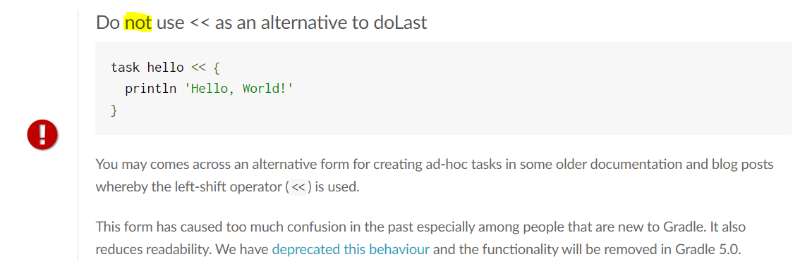 Do not use << as an alternative to doLast
task hello << {
  println 'Hello, World!'
}
You may comes across an alternative form for creating ad-hoc tasks in some older documentation and blog posts
whereby the left-shift operator (<<) is used.
This form has caused too much confusion in the past especially among people that are new to Gradle. It also
reduces readability. We have deprecated this behaviour and the functionality will be removed in Gradle 5.0.